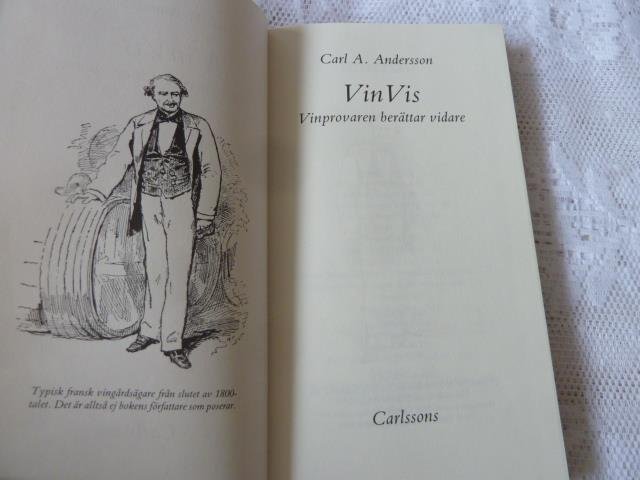 Typisk fransk vingårdsägare från slutet av 1800-
talet. Det är alltså ej bokens författare som poserar.
Carl A. Andersson
VinVis
Vinprovaren berättar vidare
Carlssons